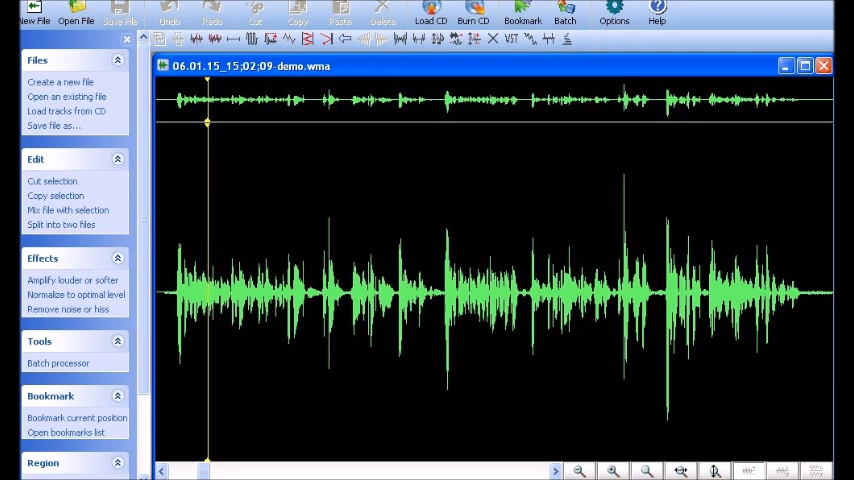 New File Open File Save File Undo Redo Cut Copy Paste Delete Load CD Burn CD Bookmark Batch Options Help
VST
06.01.15_15;02;09-demo.wma
Files
Create a new file
Open an existing file
Load tracks from CD
Save file as...
Edit
Cut selection
Copy selection
Mix file with selection
Split into two files
Effects
Amplify louder or softer
Normalize to optimal level
Remove noise or hiss
Tools
Batch processor
Bookmark
Bookmark current position
Open bookmarks list
Region